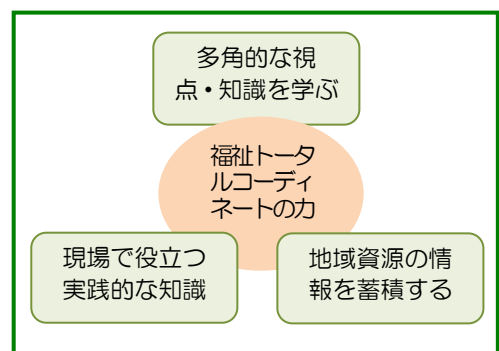 多角的な視
点・知識を学ぶ
福祉トータ
ルコーディ
ネートの力
現場で役立つ
実践的な知識
地域資源の情
報を蓄積する